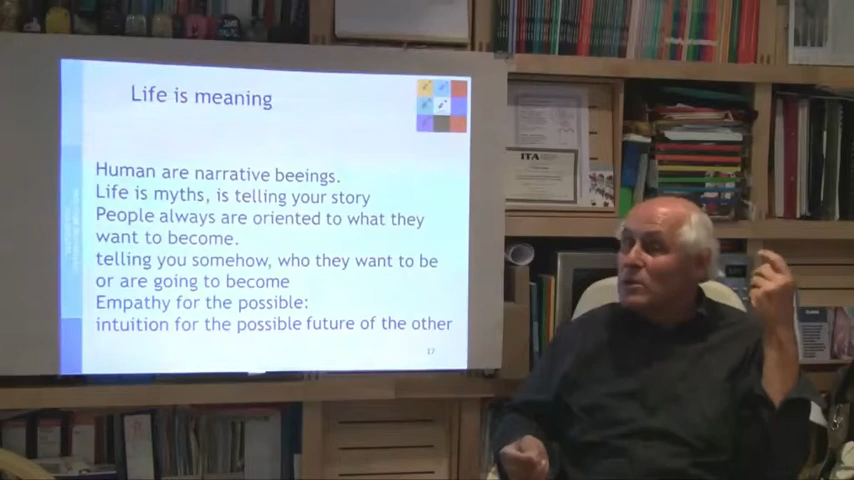 Life is meaning
Human are narrative beeings.
Life is myths, is telling your story
People always are oriented to what they
want to become.
telling you somehow, who they want to be
or are going to become
Empathy for the possible:
intuition for the possible future of the other
17
ITA